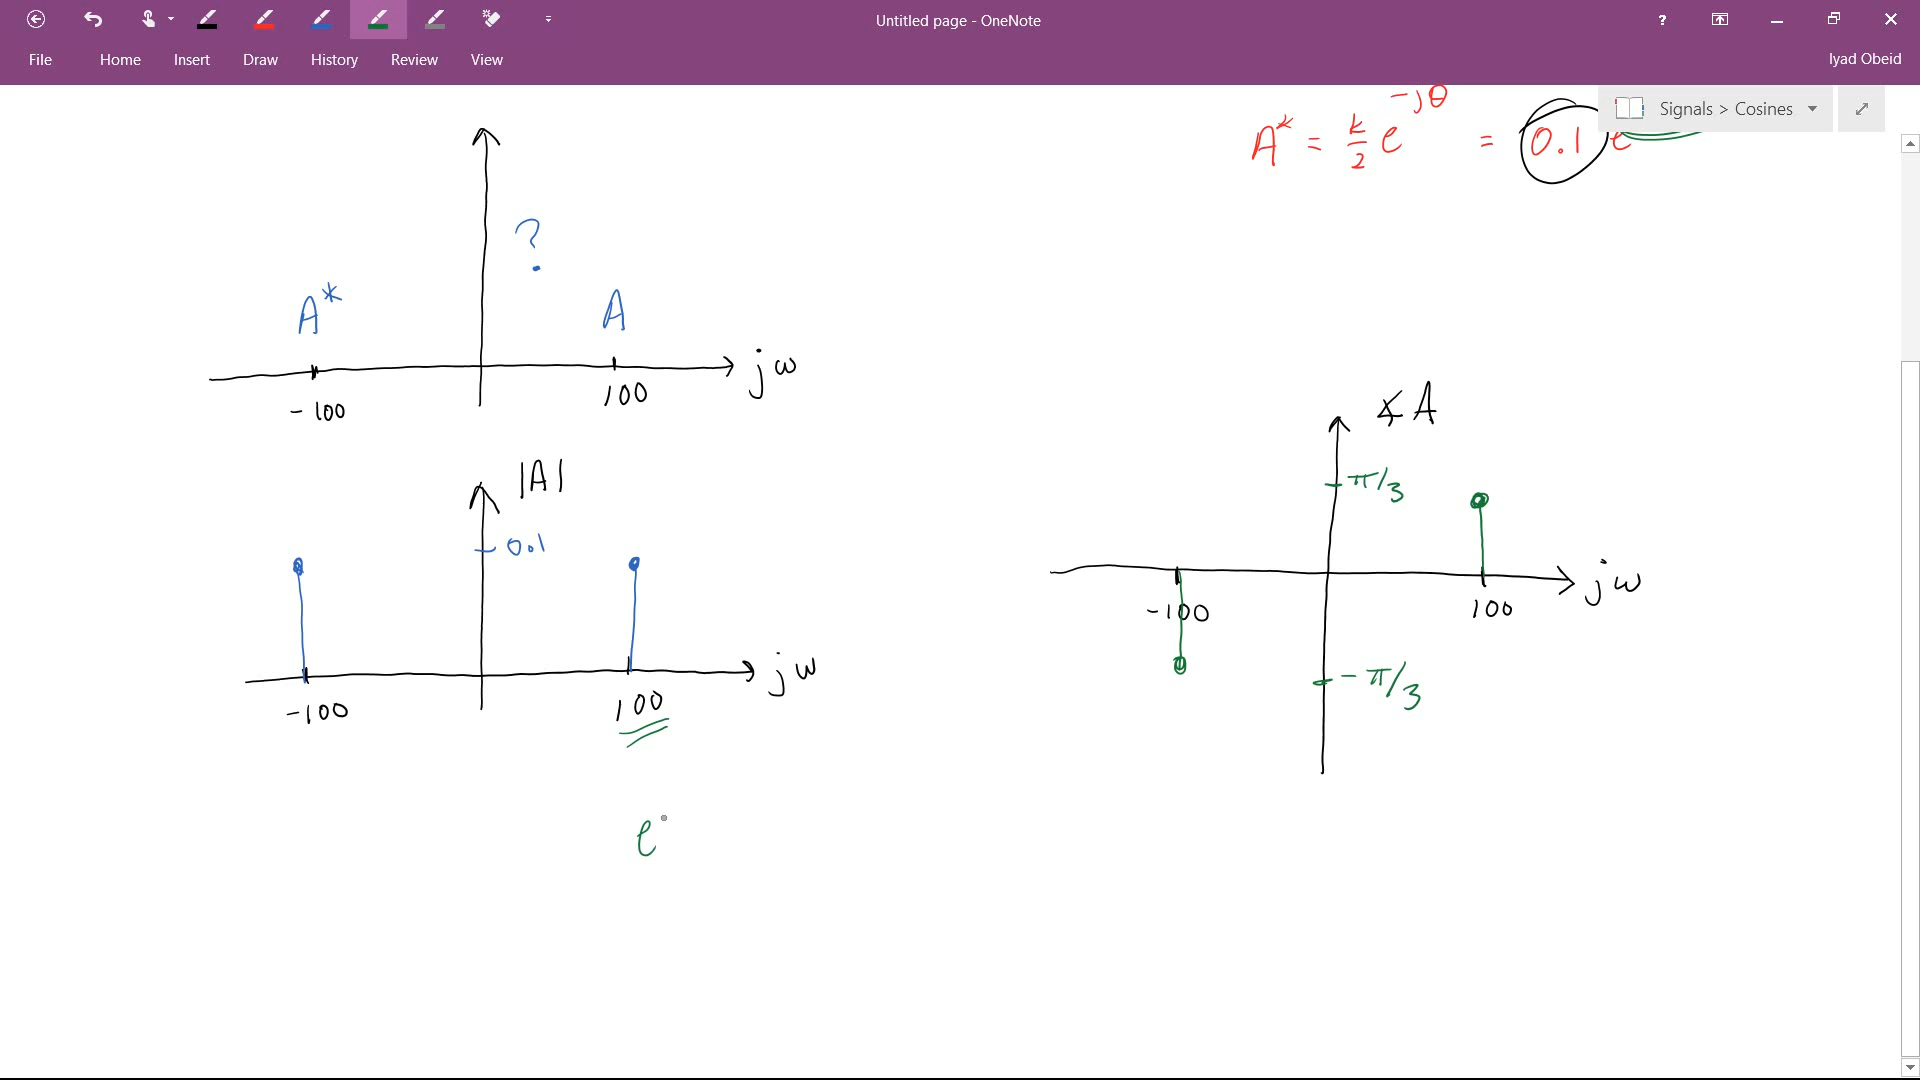 Untitled page - OneNote
?
File Home Insert Draw History Review View
Iyad Obeid
Signals > Cosines
A* = k/2 e^-jθ = 0.1 e
?
A* A
-100 100 jω
|A|
0.1
-100 100 jω
∡A
π/3
-100 100 jω
-π/3
e